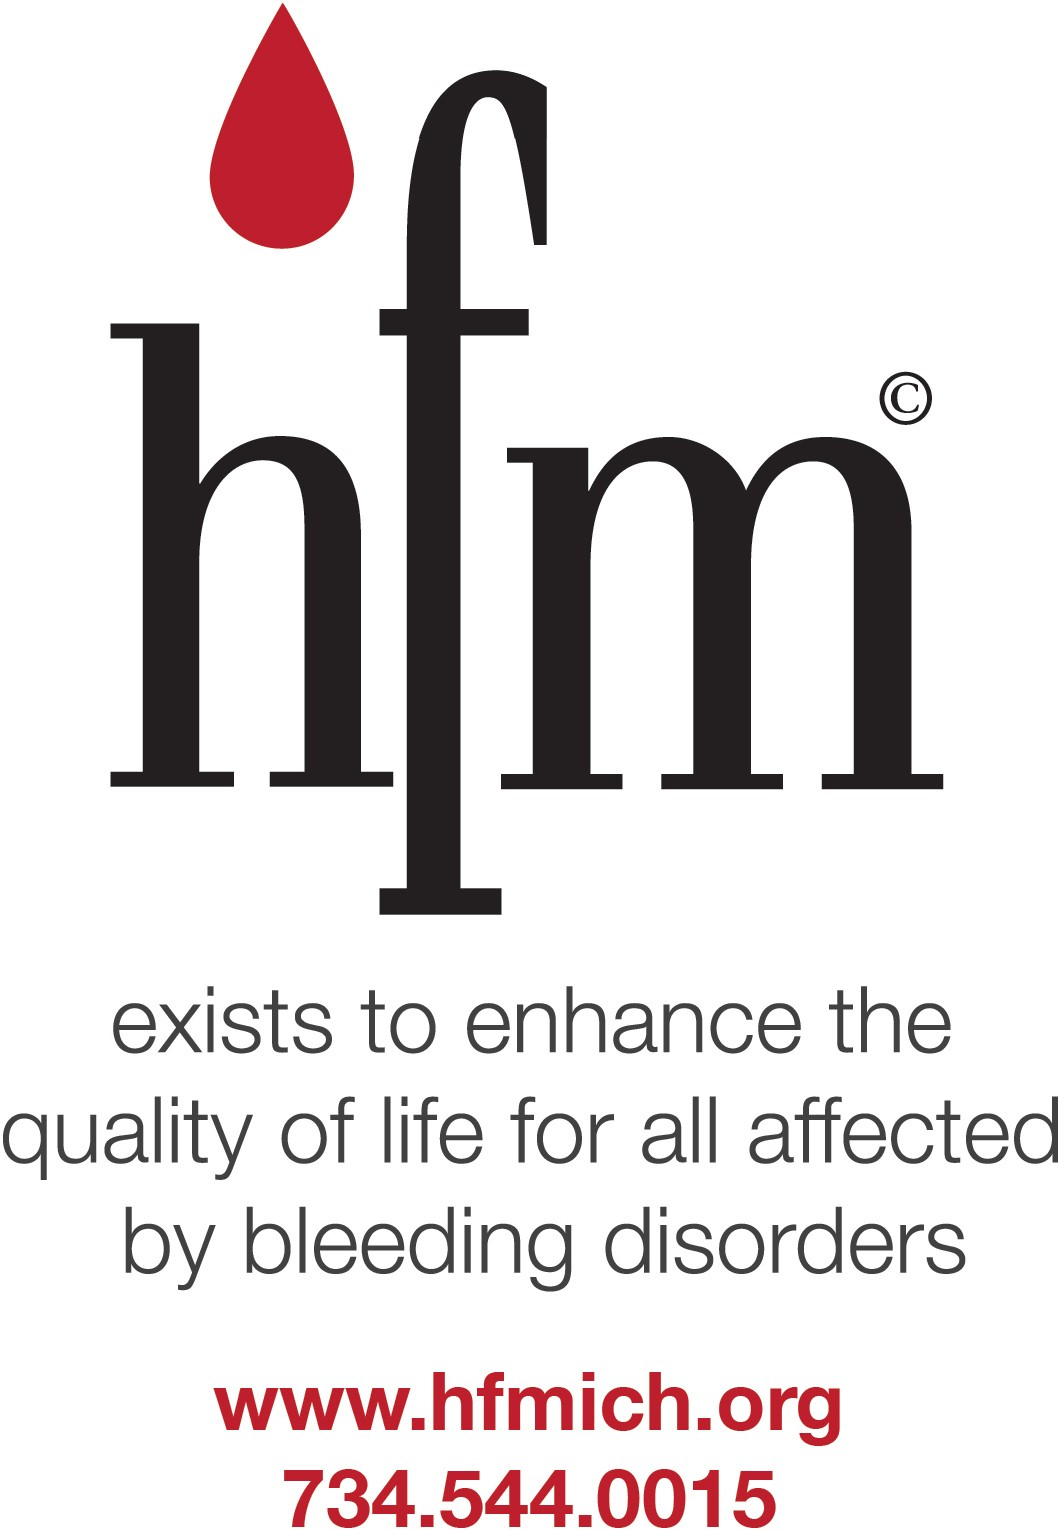 hfm©
exists to enhance the
quality of life for all affected
by bleeding disorders
www.hfmich.org
734.544.0015